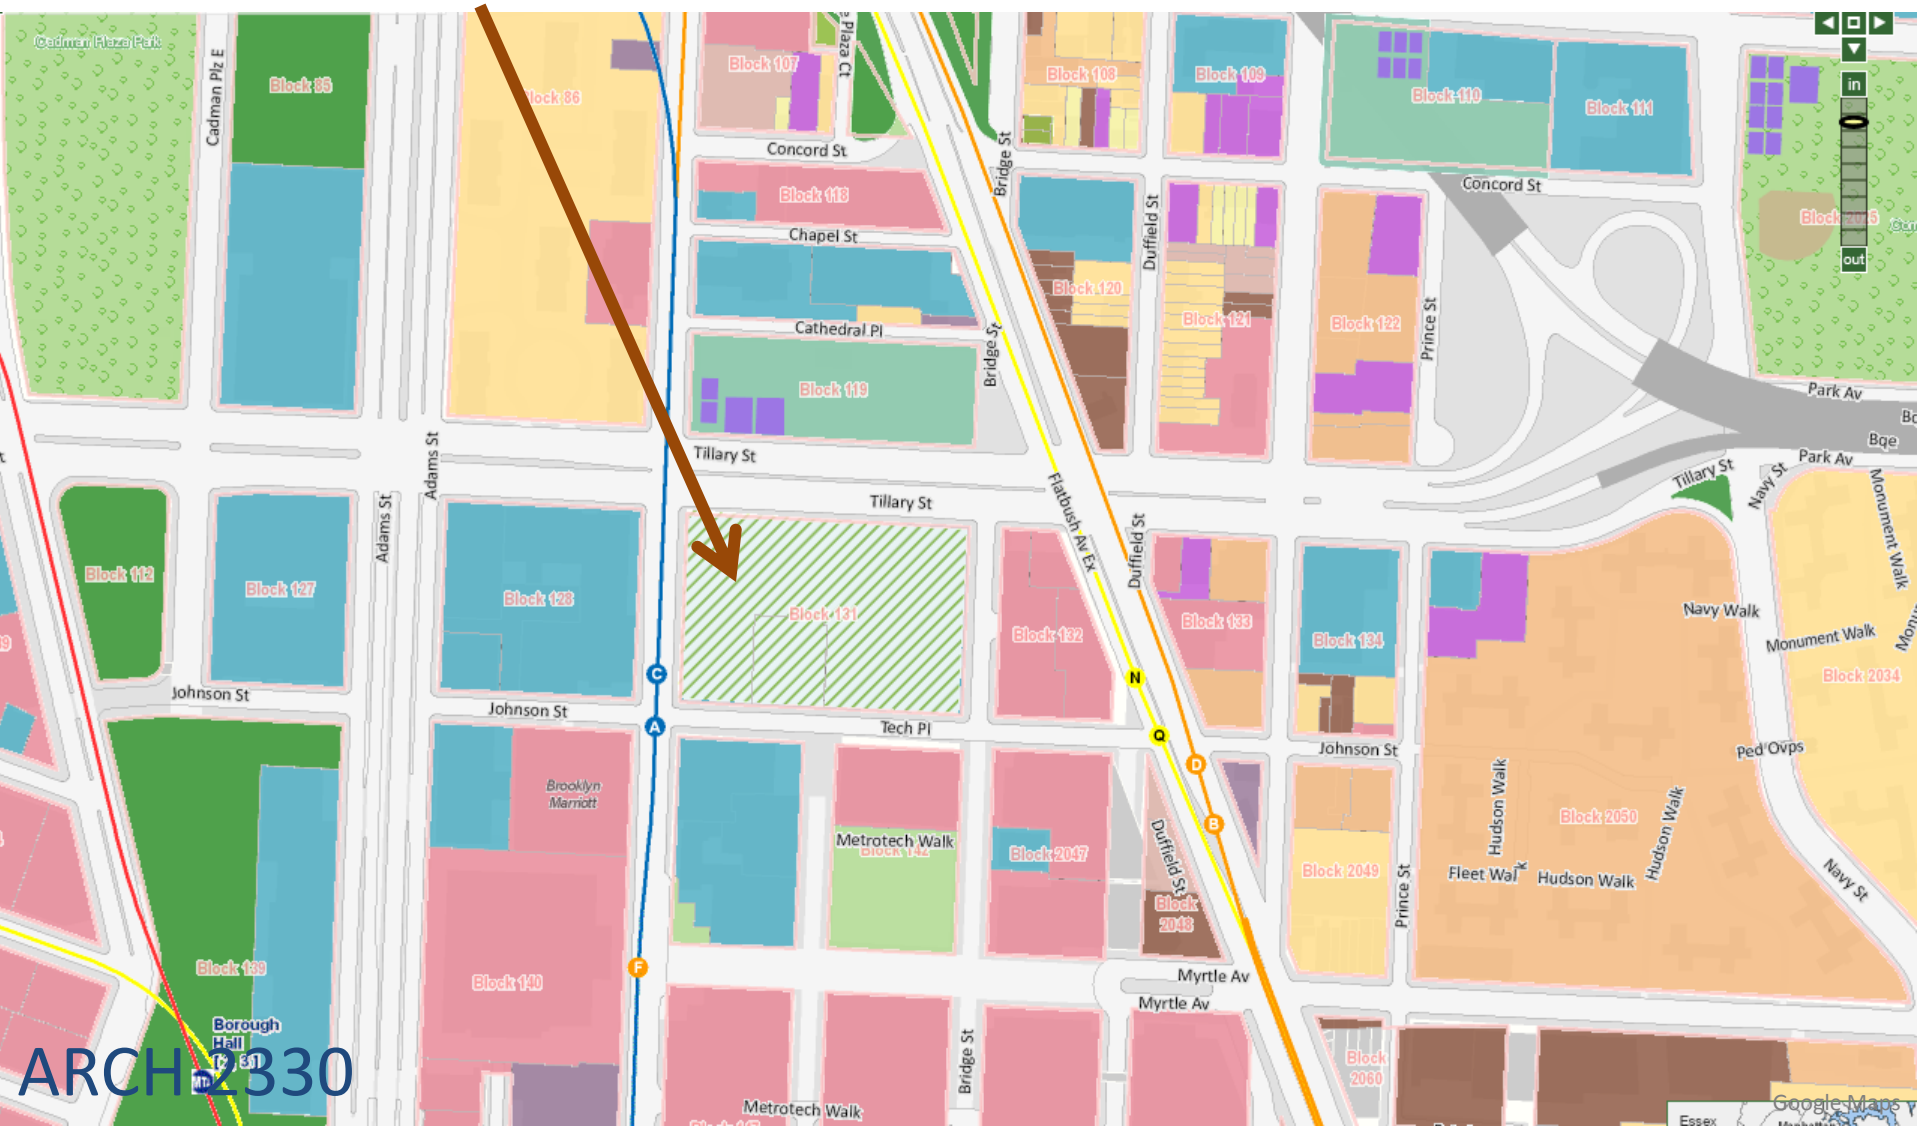 Cadman Plaza Park
Cadman Plz E
Block 85
Block 86
Block 107
e Plaza Ct
Block 108
Block 109
Block 110
Block 111
in
out
Concord St
Bridge St
Concord St
Block 118
Chapel St
Duffield St
Block 2025
Block 120
Block 121
Block 122
Prince St
Cathedral Pl
Bridge St
Block 119
Park Av
Bqe
Park Av
Adams St
Tillary St
Tillary St
Flatbush Av Ex
Tillary St
Navy St
Monument Walk
Adams St
Duffield St
Block 112
Block 127
Block 128
Block 131
Block 132
Block 133
Block 134
Navy Walk
Monument Walk
Block 2034
C
N
Johnson St
Johnson St
A
Tech Pl
Q
Johnson St
Ped Ovps
D
Brooklyn
Marriott
B
Metrotech Walk
Block 142
Block 2047
Duffield St
Block
2048
Block 2049
Hudson Walk
Block 2050
Hudson Walk
Fleet Walk
Hudson Walk
Navy St
Prince St
F
Block 139
Block 140
Myrtle Av
Myrtle Av
Borough
Hall
Bridge St
Block
2060
ARCH 2330
Metrotech Walk
Google Maps
Essex